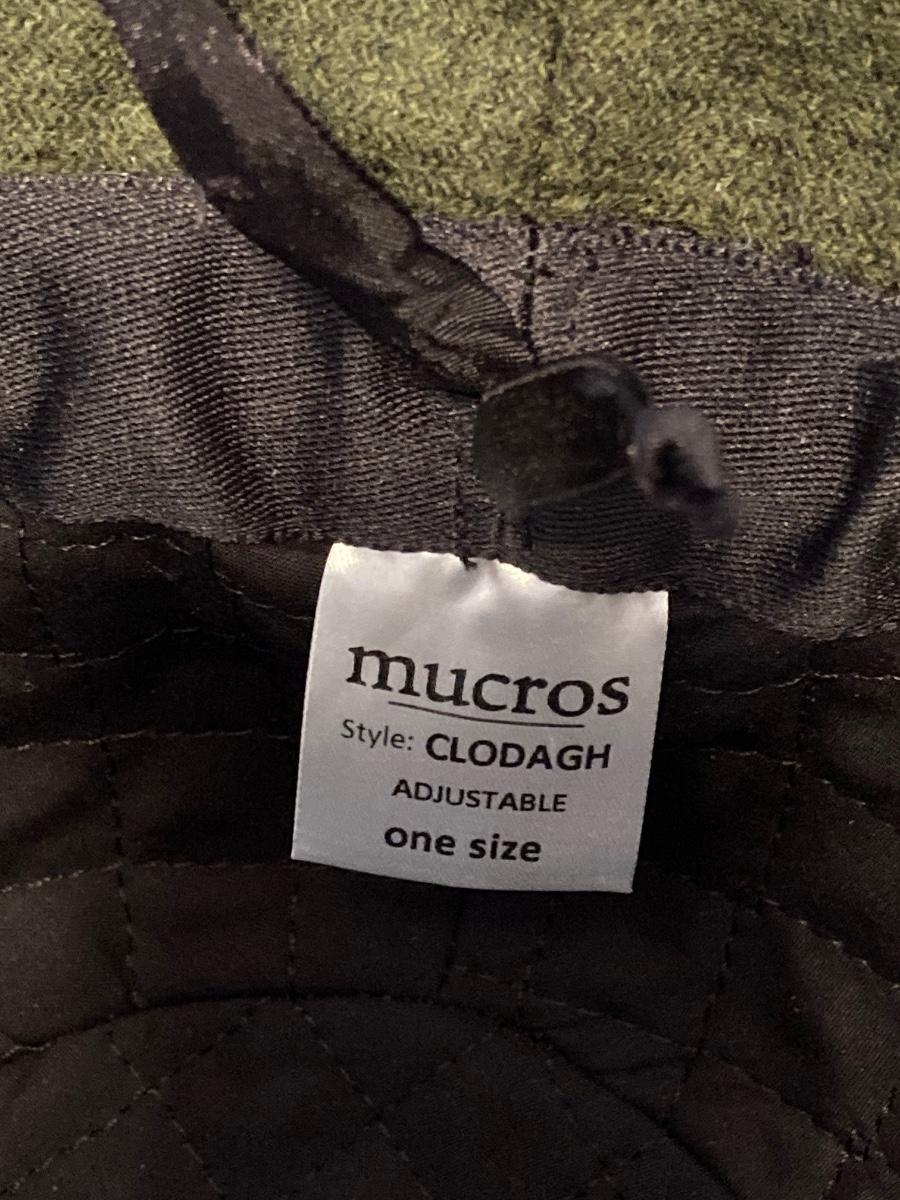 mucros
Style: CLODAGH
ADJUSTABLE
one size